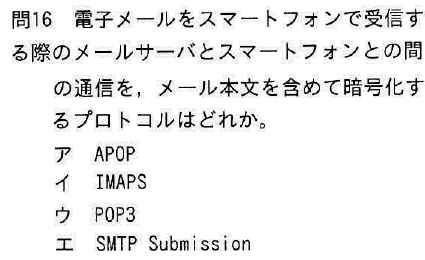 問16　電子メールをスマートフォンで受信す
る際のメールサーバとスマートフォンとの間
の通信を，メール本文を含めて暗号化す
るプロトコルはどれか。
ア　APOP
イ　IMAPS
ウ　POP3
エ　SMTP Submission